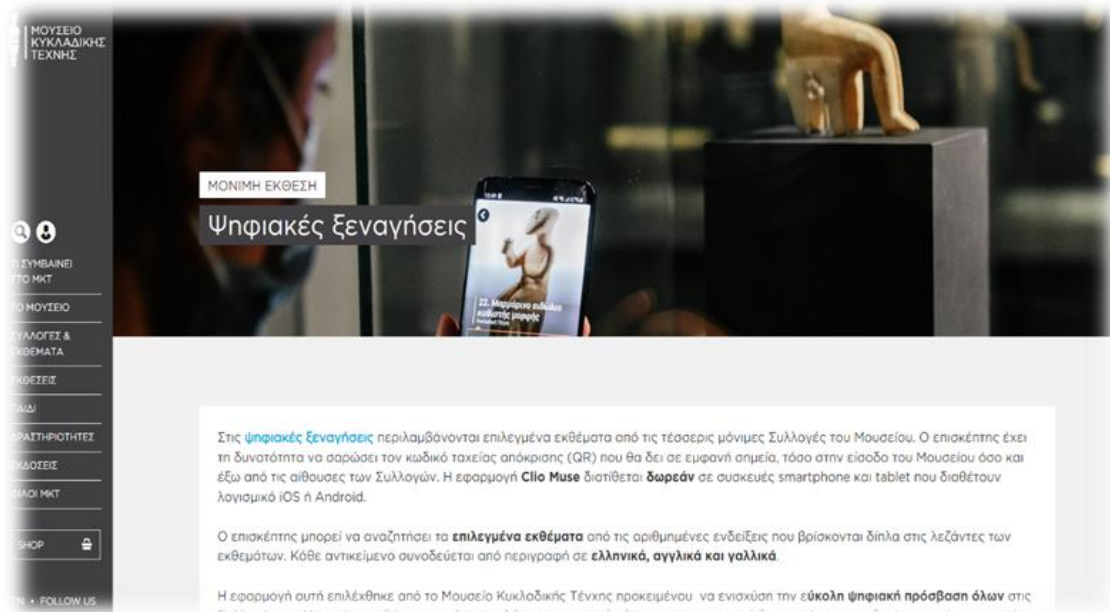 ΜΟΥΣΕΙΟ
ΚΥΚΛΑΔΙΚΗΣ
ΤΕΧΝΗΣ
ΣΥΜΒΑΙΝΕΙ
ΣΤΟ ΜΚΤ
ΤΟ ΜΟΥΣΕΙΟ
ΣΥΛΛΟΓΕΣ &
ΕΚΘΕΜΑΤΑ
ΕΚΘΕΣΕΙΣ
ΠΑΙΔΙ
ΔΡΑΣΤΗΡΙΟΤΗΤΕΣ
ΕΚΔΟΣΕΙΣ
ΦΙΛΟΙ ΜΚΤ
SHOP
EN • FOLLOW US
ΜΟΝΙΜΗ ΕΚΘΕΣΗ
Ψηφιακές ξεναγήσεις
22. Μαρμάρινο ειδώλιο
καθιστής μορφής
Στις ψηφιακές ξεναγήσεις περιλαμβάνονται επιλεγμένα εκθέματα από τις τέσσερις μόνιμες Συλλογές του Μουσείου. Ο επισκέπτης έχει
τη δυνατότητα να σαρώσει τον κωδικό ταχείας απόκρισης (QR) που θα δει σε εμφανή σημεία, τόσο στην είσοδο του Μουσείου όσο και
έξω από τις αίθουσες των Συλλογών. Η εφαρμογή Clio Muse διατίθεται δωρεάν σε συσκευές smartphone και tablet που διαθέτουν
λογισμικό iOS ή Android.
Ο επισκέπτης μπορεί να αναζητήσει τα επιλεγμένα εκθέματα από τις αριθμημένες ενδείξεις που βρίσκονται δίπλα στις λεζάντες των
εκθεμάτων. Κάθε αντικείμενο συνοδεύεται από περιγραφή σε ελληνικά, αγγλικά και γαλλικά.
Η εφαρμογή αυτή επιλέχθηκε από το Μουσείο Κυκλαδικής Τένχης προκειμένου να ενισχύση την εύκολη ψηφιακή πρόσβαση όλων στις